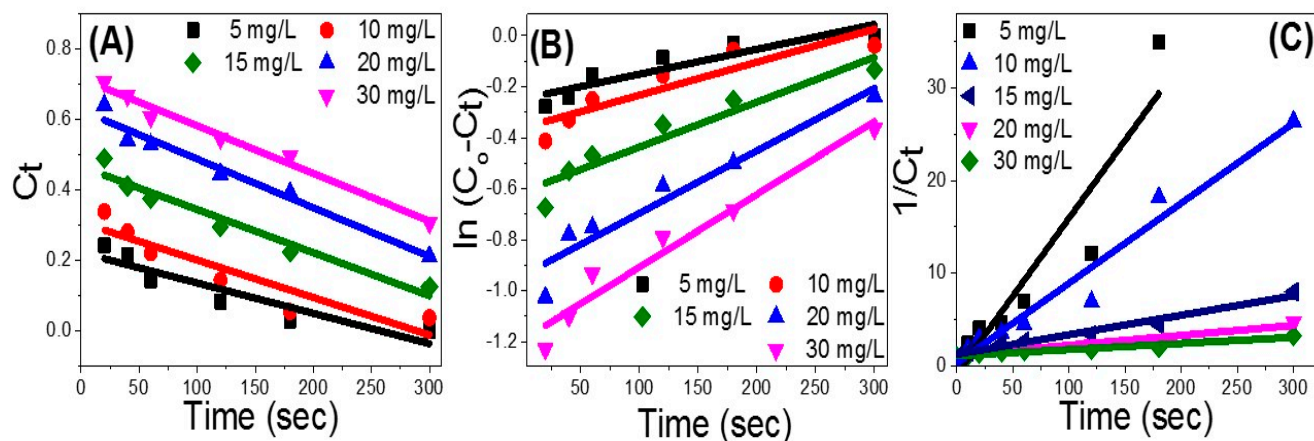 (A)
5 mg/L 10 mg/L
15 mg/L 20 mg/L
30 mg/L
Ct
0.8
0.6
0.4
0.2
0.0
0 50 100 150 200 250 300
Time (sec)
(B)
5 mg/L 10 mg/L
15 mg/L 20 mg/L
30 mg/L
ln (Co-Ct)
0.0
-0.2
-0.4
-0.6
-0.8
-1.0
-1.2
0 50 100 150 200 250 300
Time (sec)
(C)
5 mg/L
10 mg/L
15 mg/L
20 mg/L
30 mg/L
1/Ct
30
20
10
0
0 50 100 150 200 250 300
Time (sec)